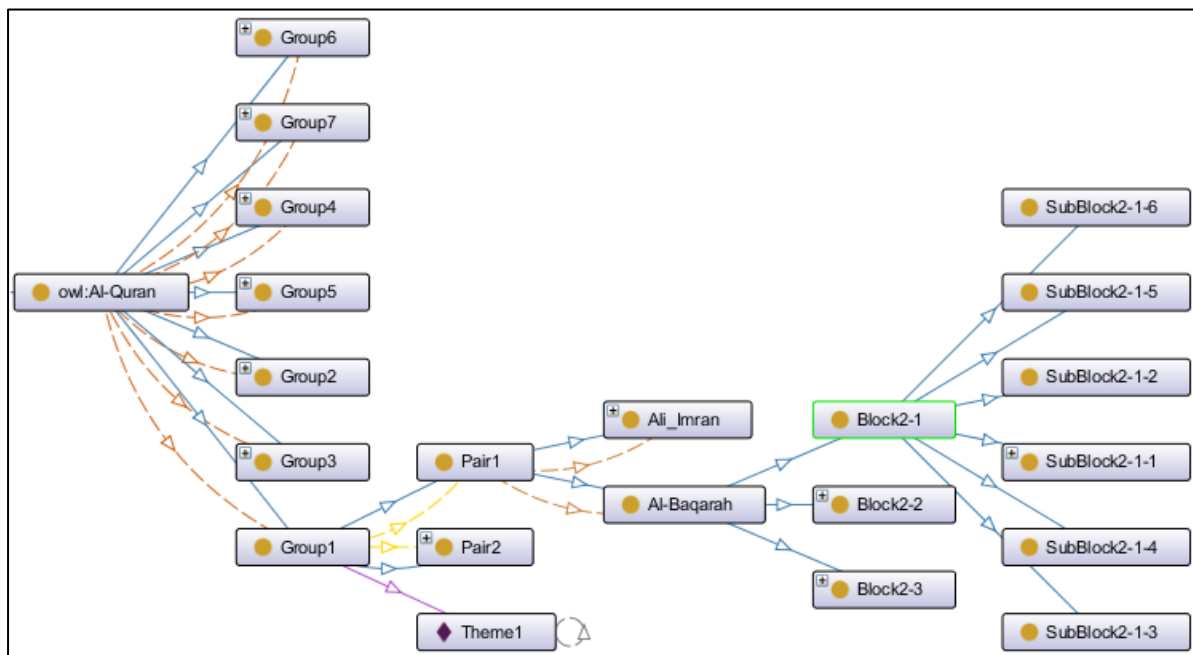 Group6
Group7
Group4
owl:Al-Quran
Group5
Group2
Group3
Group1
Pair1
Pair2
Theme1
Ali_Imran
Al-Baqarah
Block2-1
Block2-2
Block2-3
SubBlock2-1-6
SubBlock2-1-5
SubBlock2-1-2
SubBlock2-1-1
SubBlock2-1-4
SubBlock2-1-3